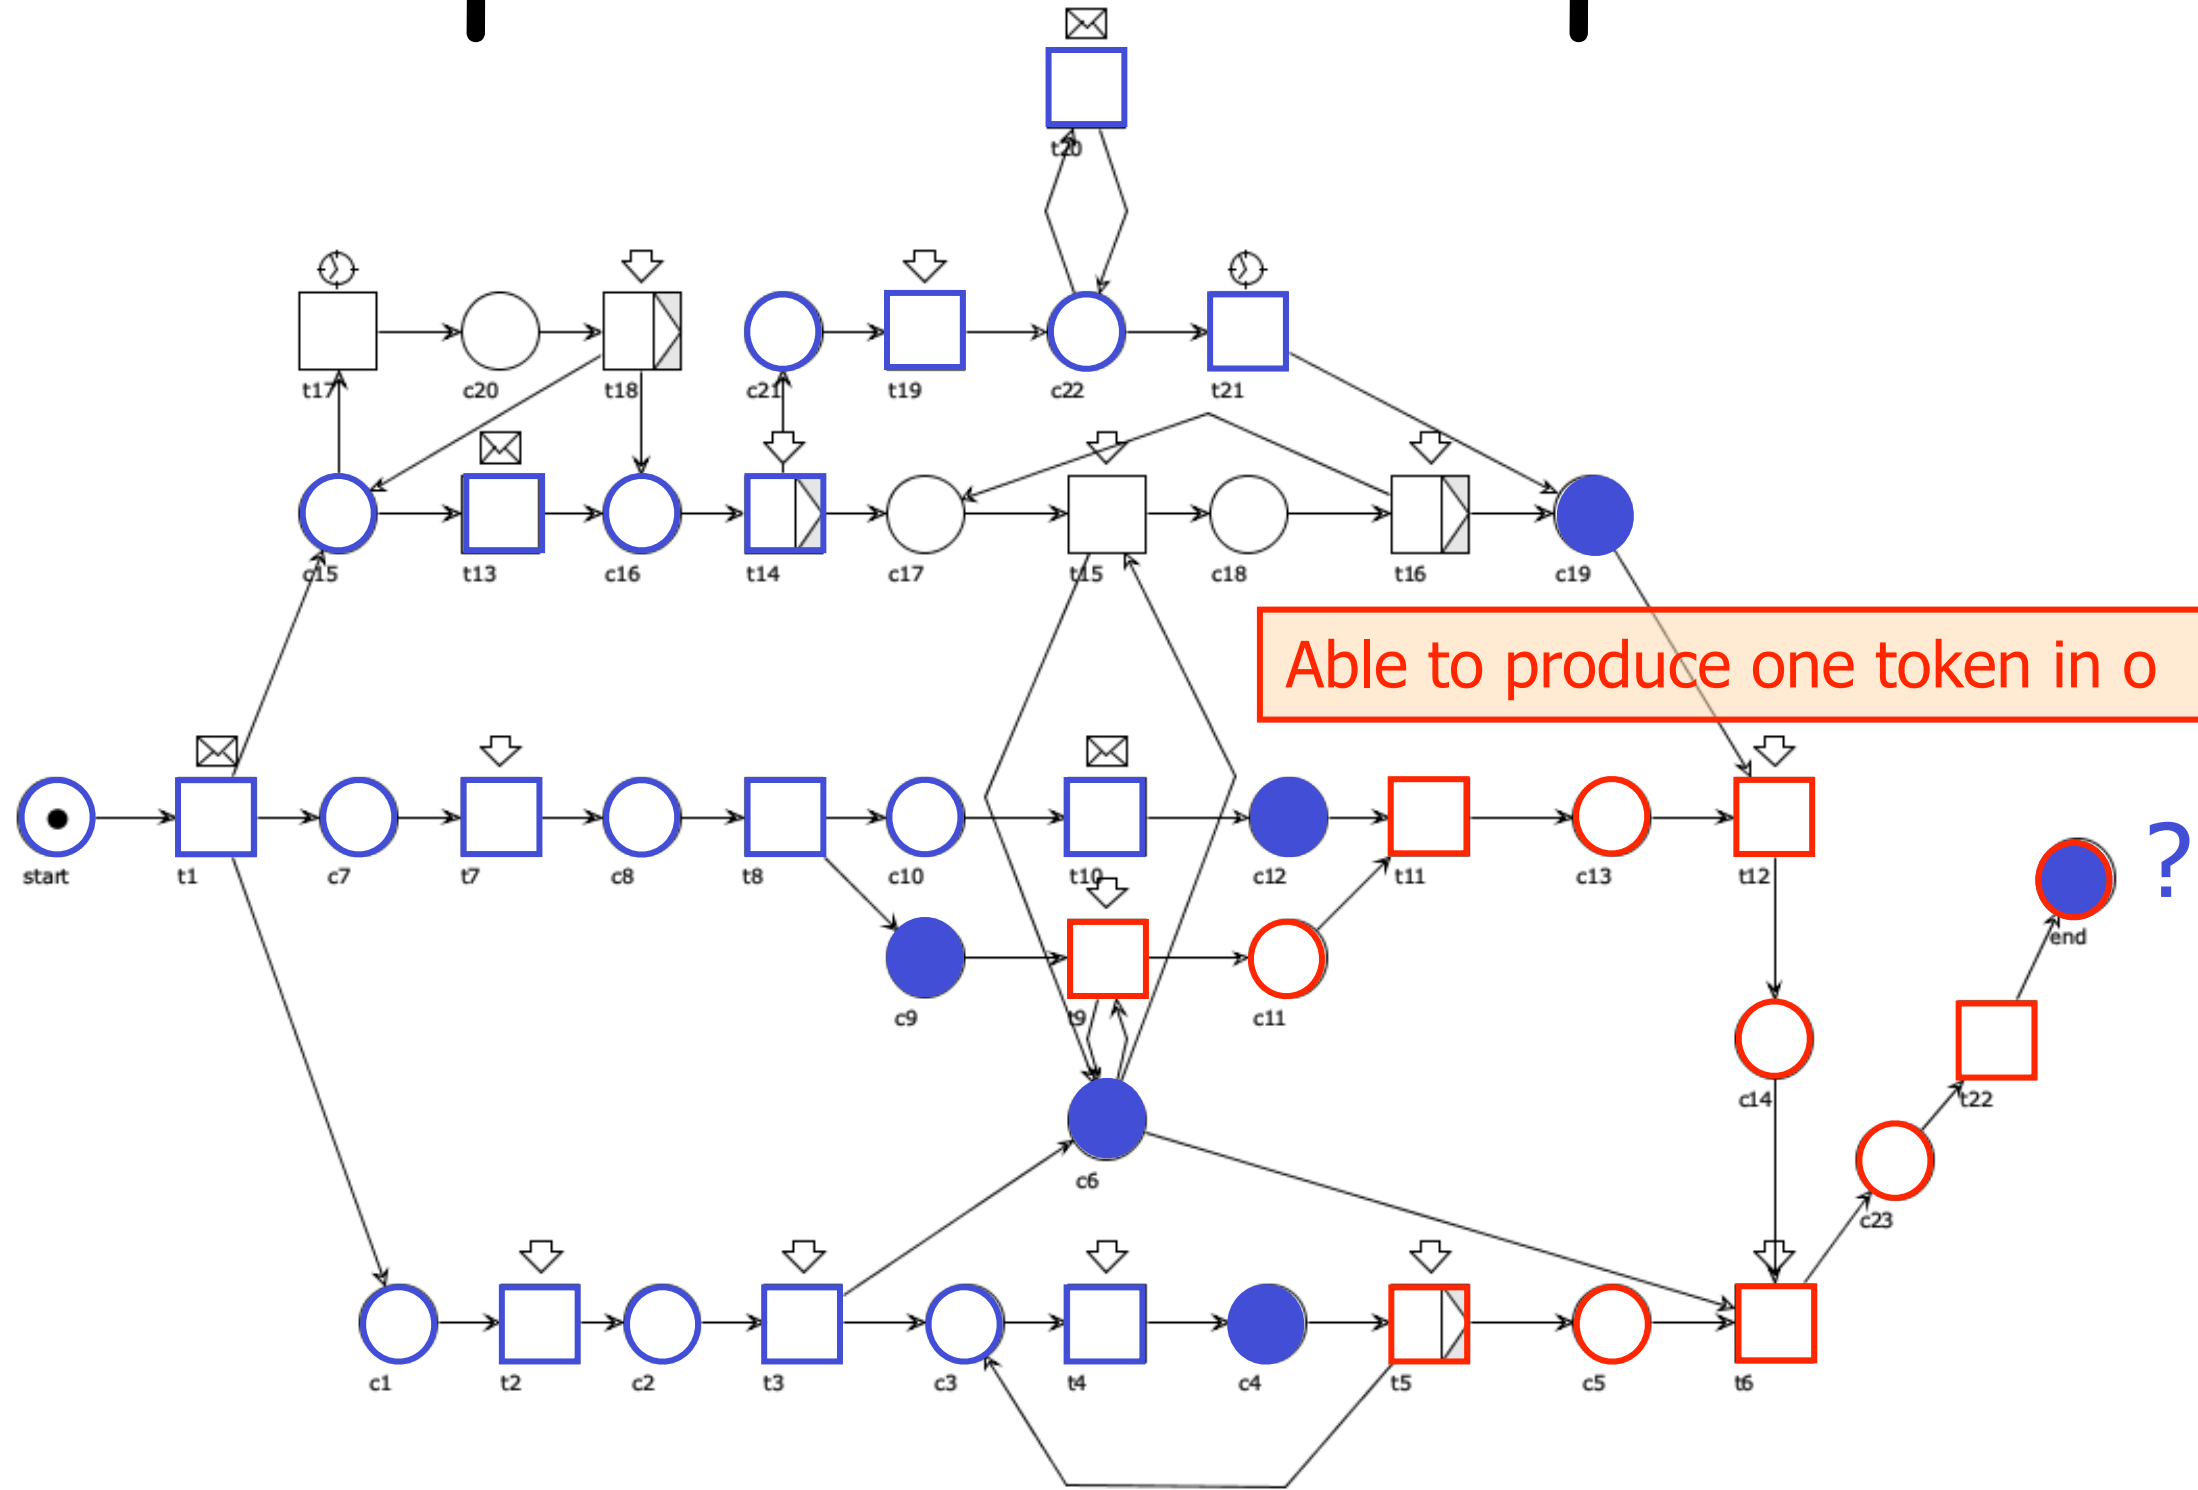 t20
t17
c20
t18
c21
t19
c22
t21
c15
t13
c16
t14
c17
t15
c18
t16
c19
Able to produce one token in o
start
t1
c7
t7
c8
t8
c10
t10
c12
t11
c13
t12
?
end
c9
t9
c11
c14
t22
c6
c23
c1
t2
c2
t3
c3
t4
c4
t5
c5
t6